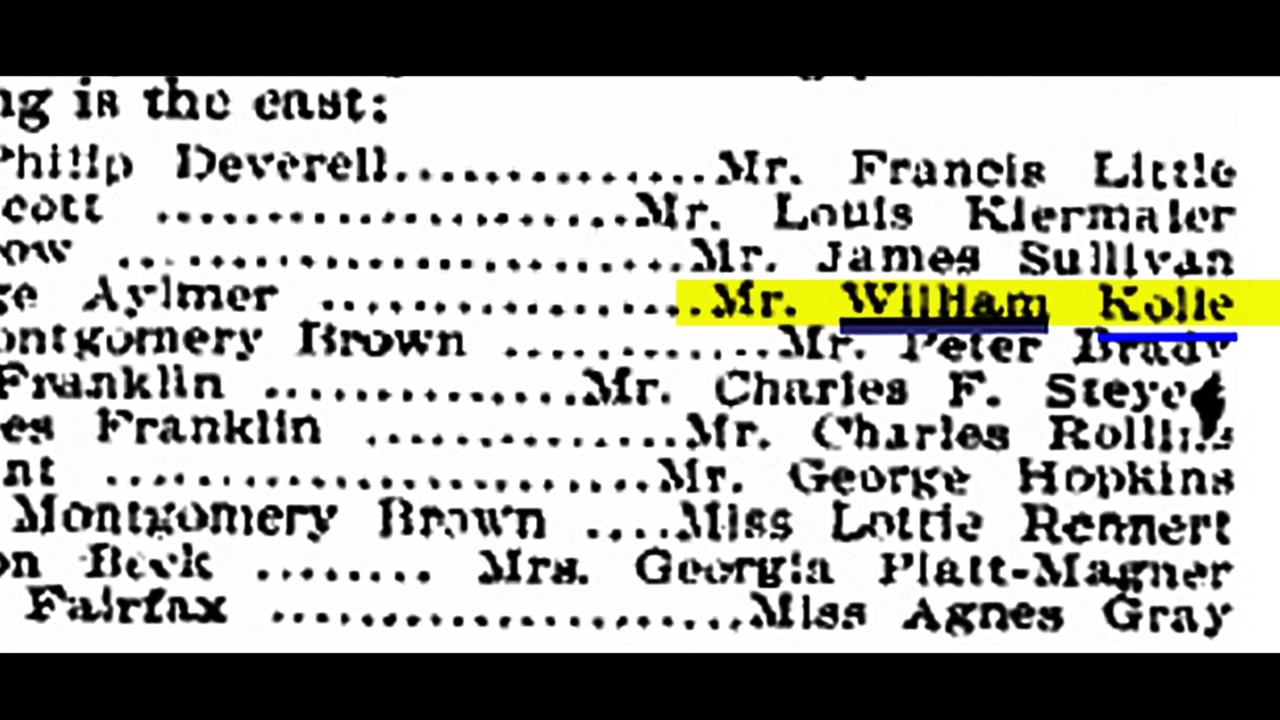 ng is the cast:
Philip Deverell...............Mr. Francis Little
cott ......................Mr. Louis Kiermaier
ow ..........................Mr. James Sullivan
ge Aylmer ..................Mr. William Kolle
ontgomery Brown .............Mr. Peter Brady
Franklin ...............Mr. Charles F.
es Franklin ...............Mr. Charles Rollins
nt .........................Mr. George Hopkins
Montgomery Brown ....Miss Lottie Rennert
on Beck ........ Mrs. Georgia Platt-Magner
Fairfax ......................Miss Agnes Gray